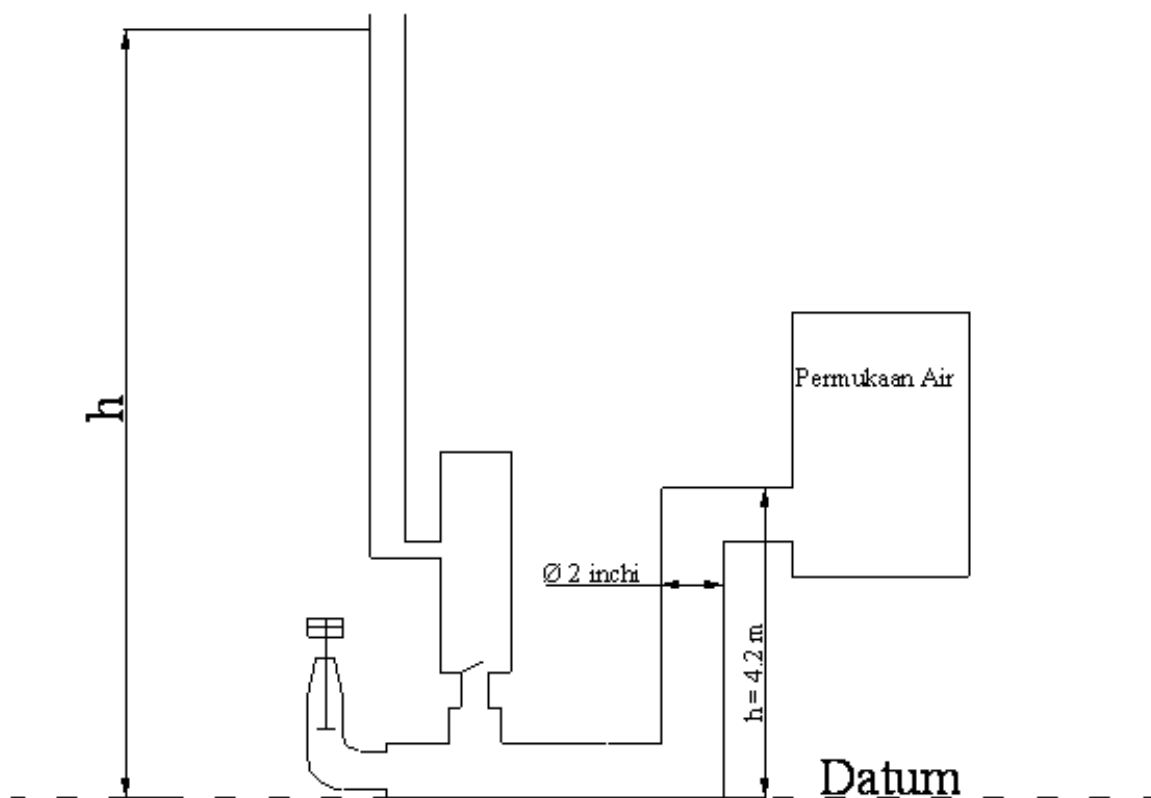 Permukaan Air
h
Ø 2 inchi
h = 4.2 m
Datum